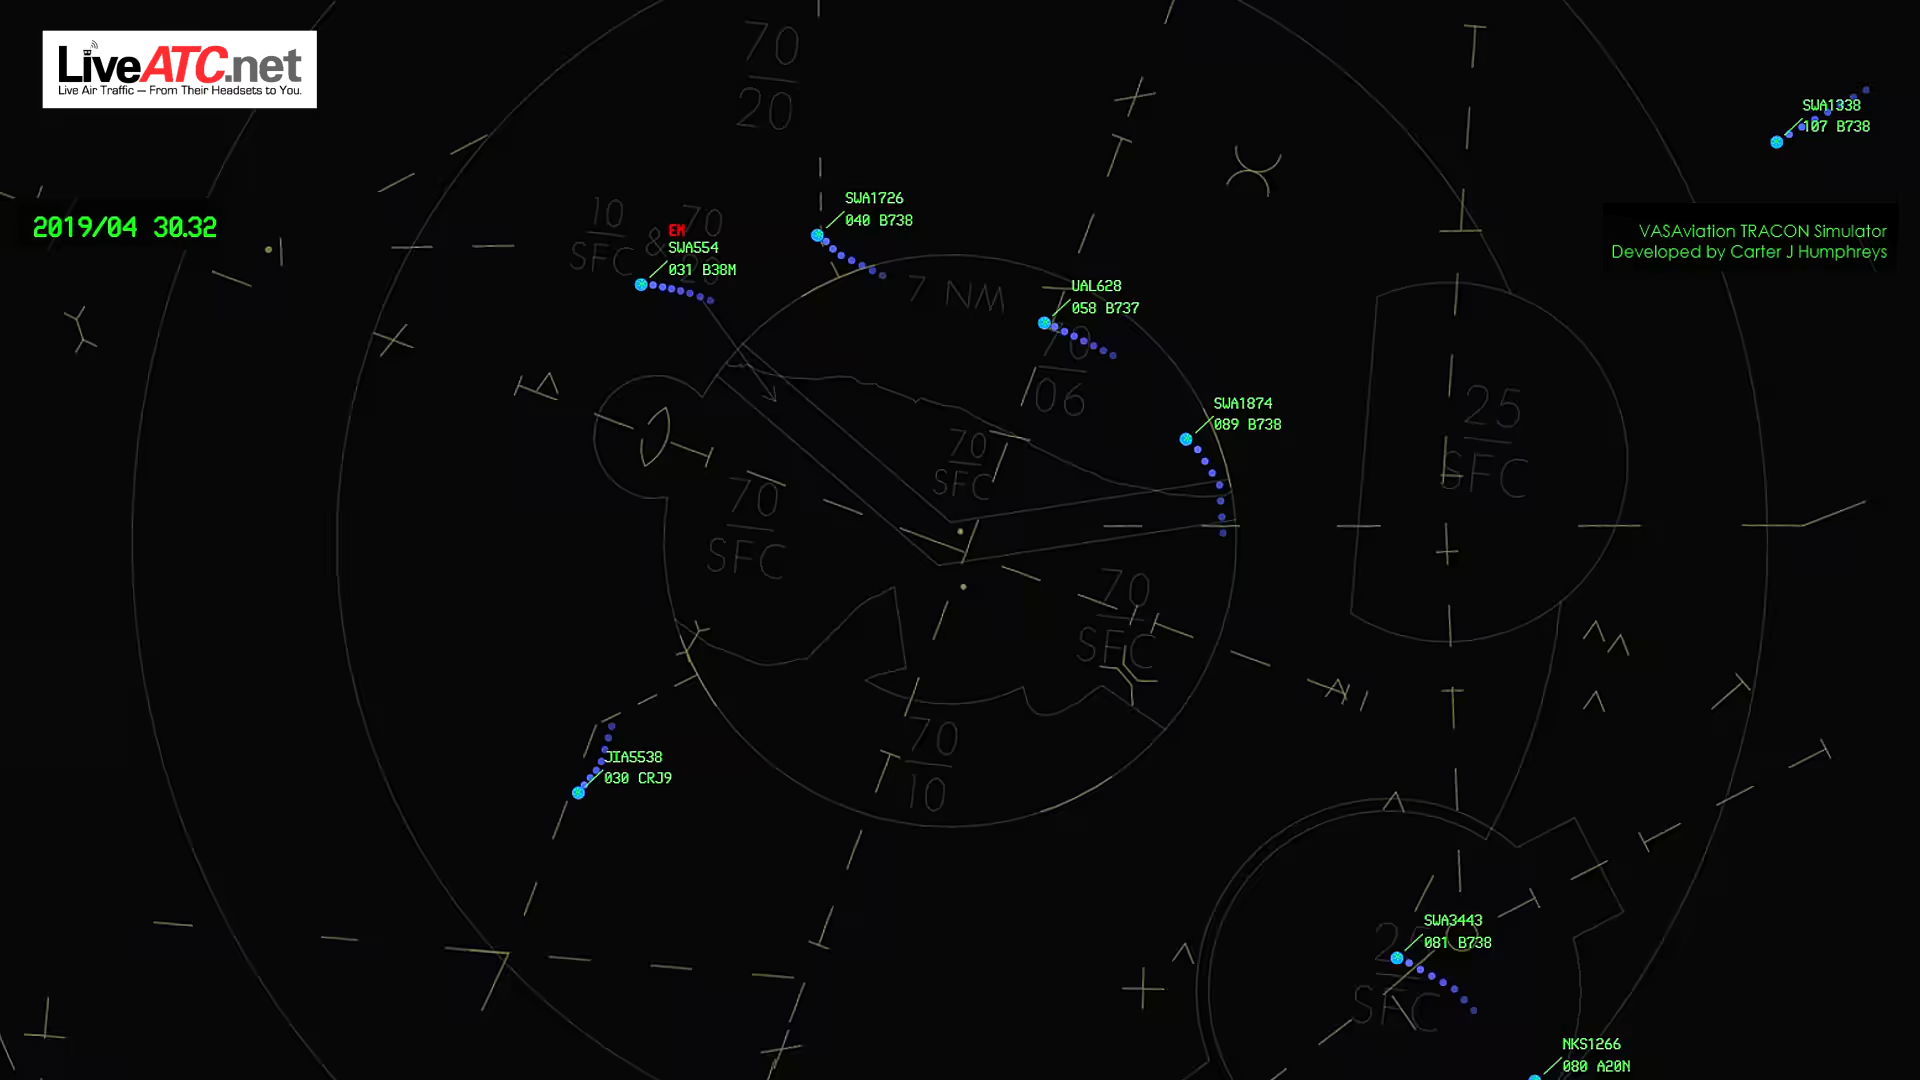 LiveATC.net
Live Air Traffic — From Their Headsets to You.
70
20
SWA1338
107 B738
2019/04 30.32
VASAviation TRACON Simulator
Developed by Carter J Humphreys
SWA1726
040 B738
10
SFC
&
70
20
EM
SWA554
031 B38M
7 NM
UAL628
058 B737
70
06
SWA1874
089 B738
25
SFC
70
SFC
70
SFC
70
SFC
70
10
JIA5538
030 CRJ9
SWA3443
081 B738
25
SFC
NKS1266
080 A20N